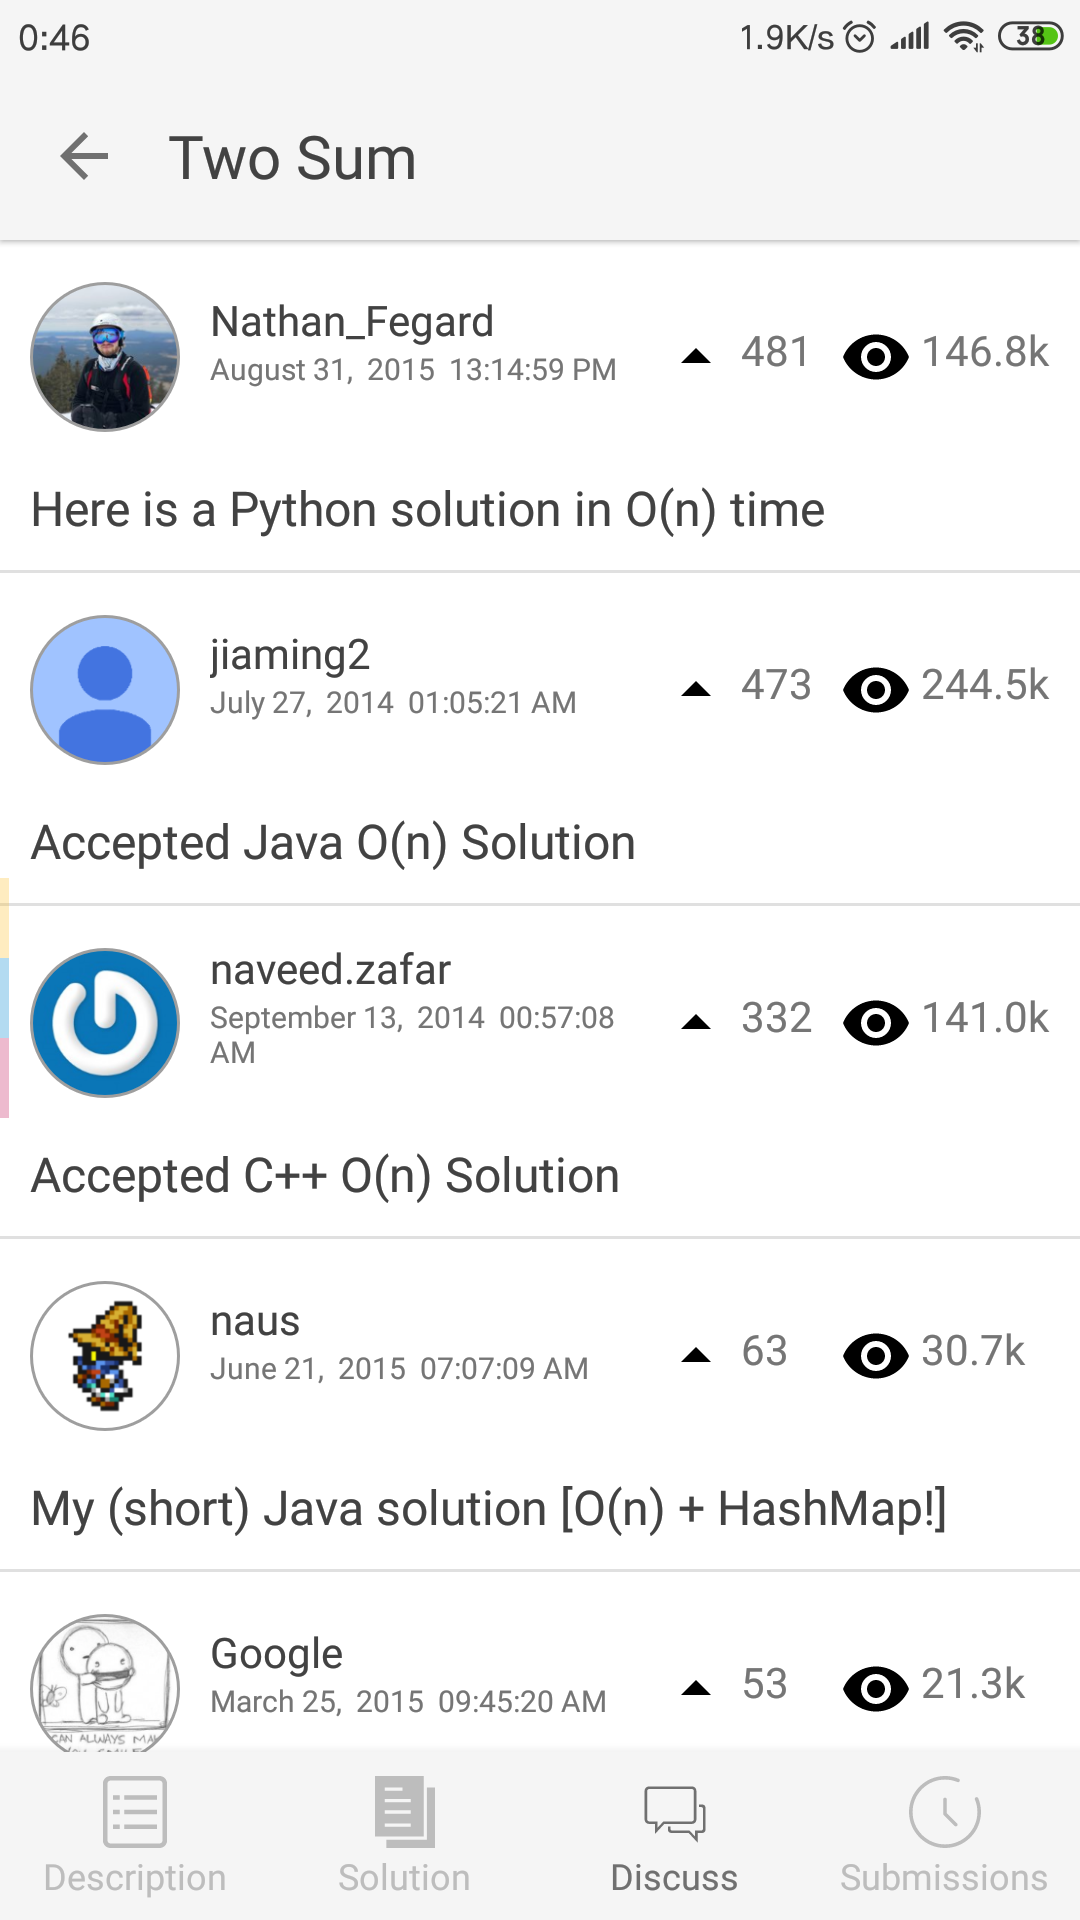 0:46
1.9K/s
38
Two Sum
Nathan_Fegard
481
146.8k
August 31, 2015 13:14:59 PM
Here is a Python solution in O(n) time
jiaming2
473
244.5k
July 27, 2014 01:05:21 AM
Accepted Java O(n) Solution
naveed.zafar
332
141.0k
September 13, 2014 00:57:08
AM
Accepted C++ O(n) Solution
naus
63
30.7k
June 21, 2015 07:07:09 AM
My (short) Java solution [O(n) + HashMap!]
Google
53
21.3k
March 25, 2015 09:45:20 AM
CAN ALWAYS
Description
Solution
Discuss
Submissions